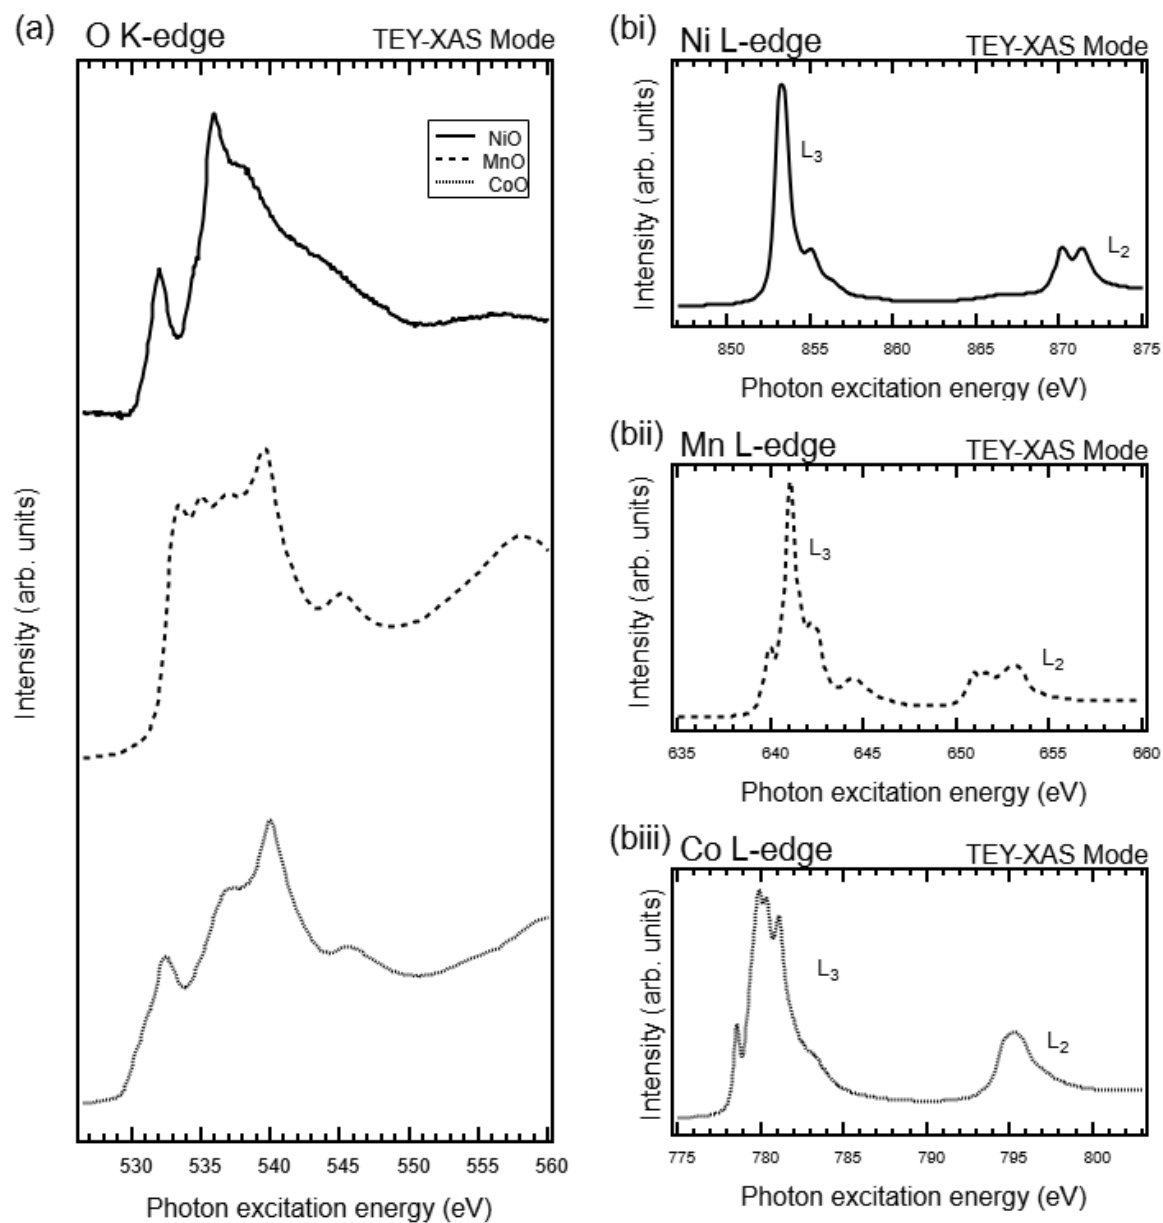 (a) O K-edge TEY-XAS Mode
NiO
MnO
CoO
Intensity (arb. units)
530 535 540 545 550 555 560
Photon excitation energy (eV)
(bi) Ni L-edge TEY-XAS Mode
L3
L2
Intensity (arb. units)
850 855 860 865 870 875
Photon excitation energy (eV)
(bii) Mn L-edge TEY-XAS Mode
L3
L2
Intensity (arb. units)
635 640 645 650 655 660
Photon excitation energy (eV)
(biii) Co L-edge TEY-XAS Mode
L3
L2
Intensity (arb. units)
775 780 785 790 795 800
Photon excitation energy (eV)